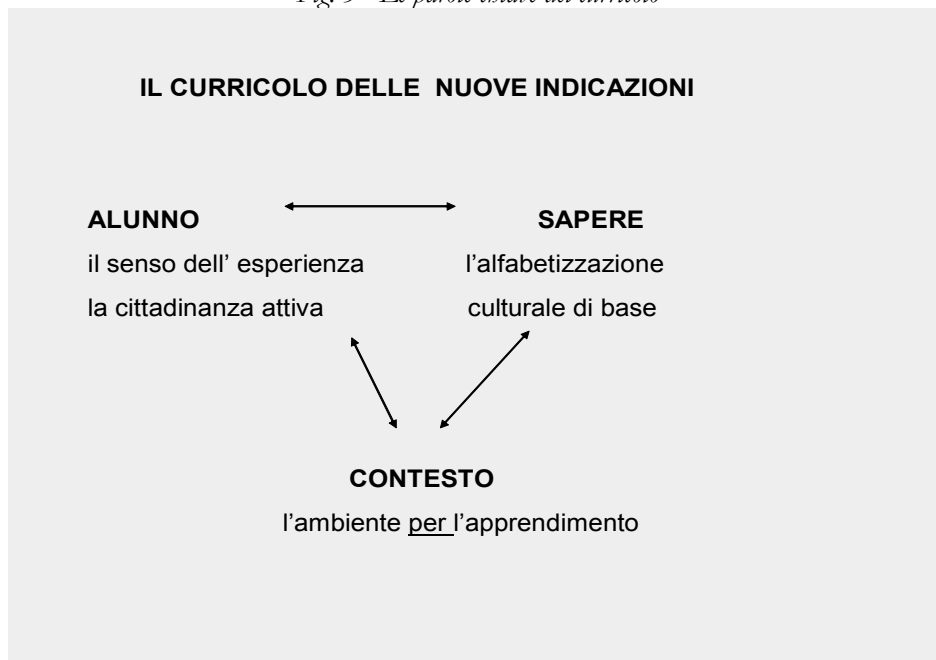 IL CURRICOLO DELLE NUOVE INDICAZIONI
ALUNNO SAPERE
il senso dell' esperienza l'alfabetizzazione
la cittadinanza attiva culturale di base
CONTESTO
l'ambiente per l'apprendimento